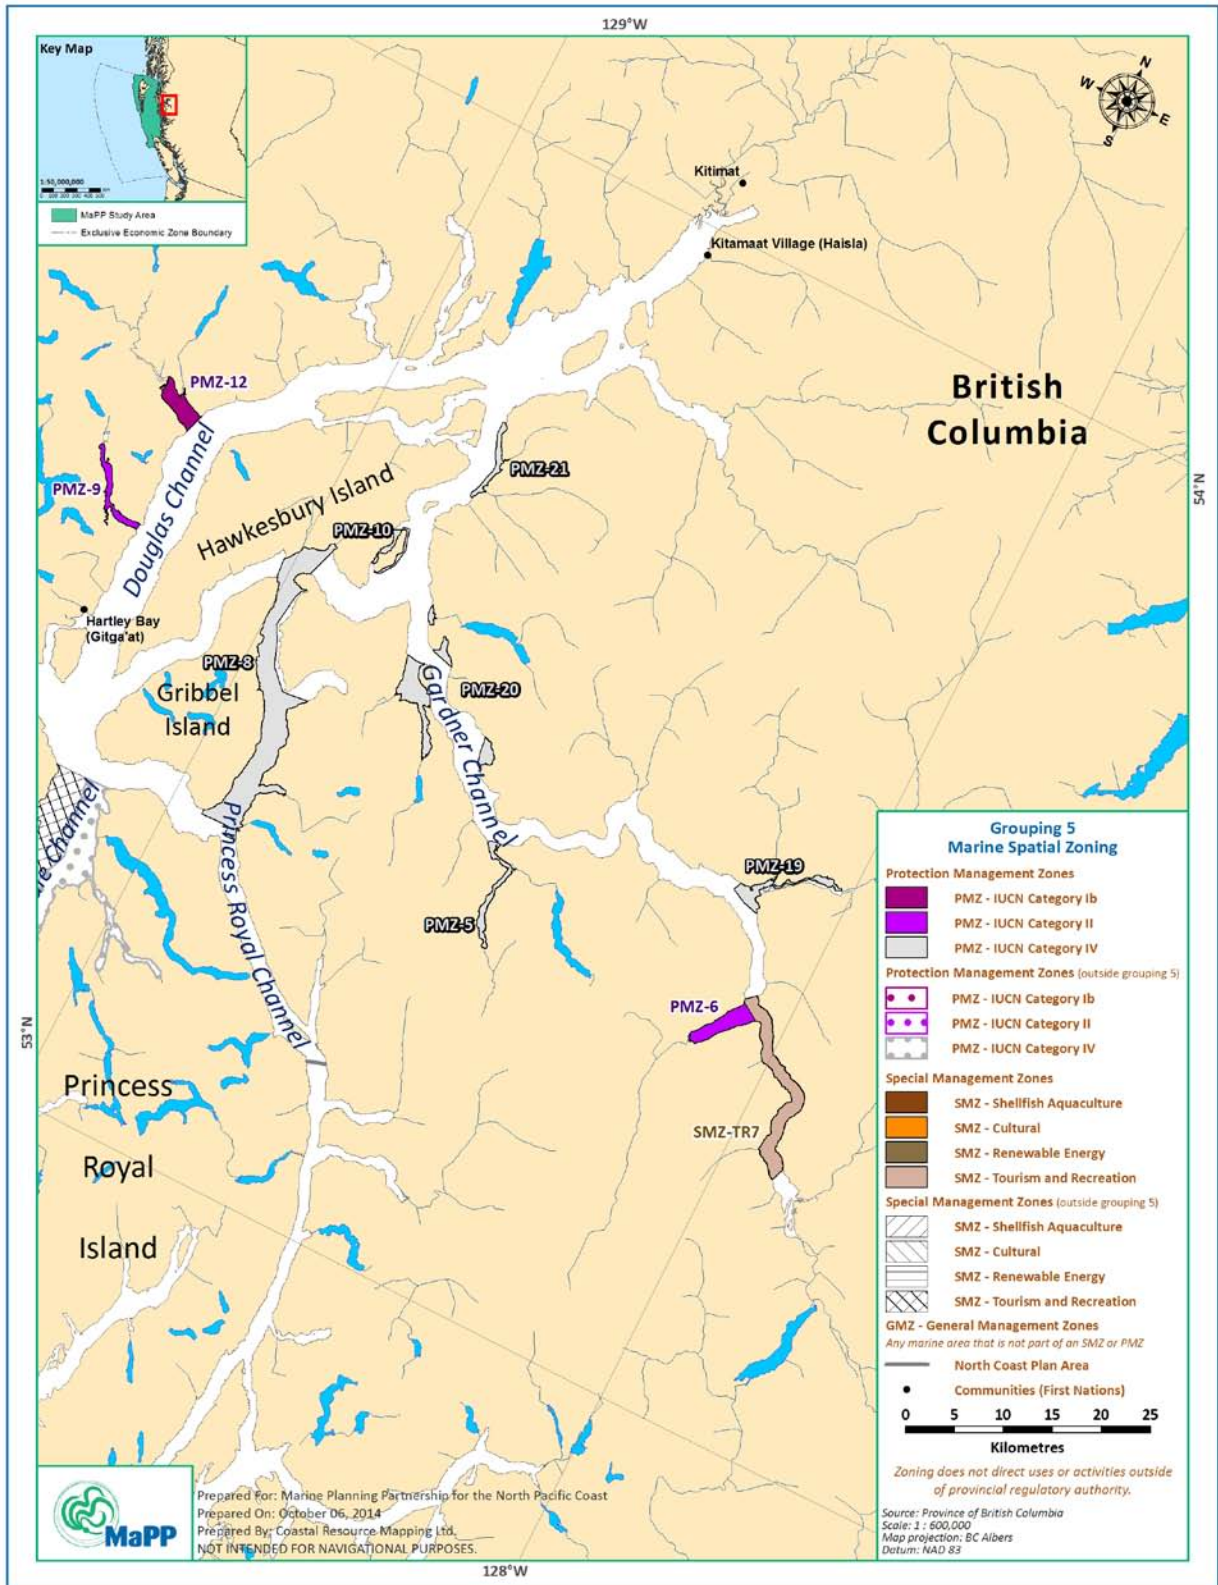 129°W
Key Map
1:50,000,000
MaPP Study Area
Exclusive Economic Zone Boundary
N
W
E
S
Kitimat
Kitamaat Village (Haisla)
British
Columbia
PMZ-12
PMZ-9
Douglas Channel
Hawkesbury Island
PMZ-21
PMZ-10
54°N
Hartley Bay
(Gitga'at)
PMZ-8
Gribbel
Island
PMZ-20
Gardner Channel
Princess Royal Channel
Channel
PMZ-19
PMZ-5
PMZ-6
53°N
Princess
Royal
Island
SMZ-TR7
Grouping 5
Marine Spatial Zoning
Protection Management Zones
PMZ - IUCN Category Ib
PMZ - IUCN Category II
PMZ - IUCN Category IV
Protection Management Zones (outside grouping 5)
PMZ - IUCN Category Ib
PMZ - IUCN Category II
PMZ - IUCN Category IV
Special Management Zones
SMZ - Shellfish Aquaculture
SMZ - Cultural
SMZ - Renewable Energy
SMZ - Tourism and Recreation
Special Management Zones (outside grouping 5)
SMZ - Shellfish Aquaculture
SMZ - Cultural
SMZ - Renewable Energy
SMZ - Tourism and Recreation
GMZ - General Management Zones
Any marine area that is not part of an SMZ or PMZ
North Coast Plan Area
Communities (First Nations)
0 5 10 15 20 25
Kilometres
Zoning does not direct uses or activities outside
of provincial regulatory authority.
Source: Province of British Columbia
Scale: 1 : 600,000
Map projection: BC Albers
Datum: NAD 83
MaPP
Prepared For: Marine Planning Partnership for the North Pacific Coast
Prepared On: October 06, 2014
Prepared By: Coastal Resource Mapping Ltd.
NOT INTENDED FOR NAVIGATIONAL PURPOSES.
128°W